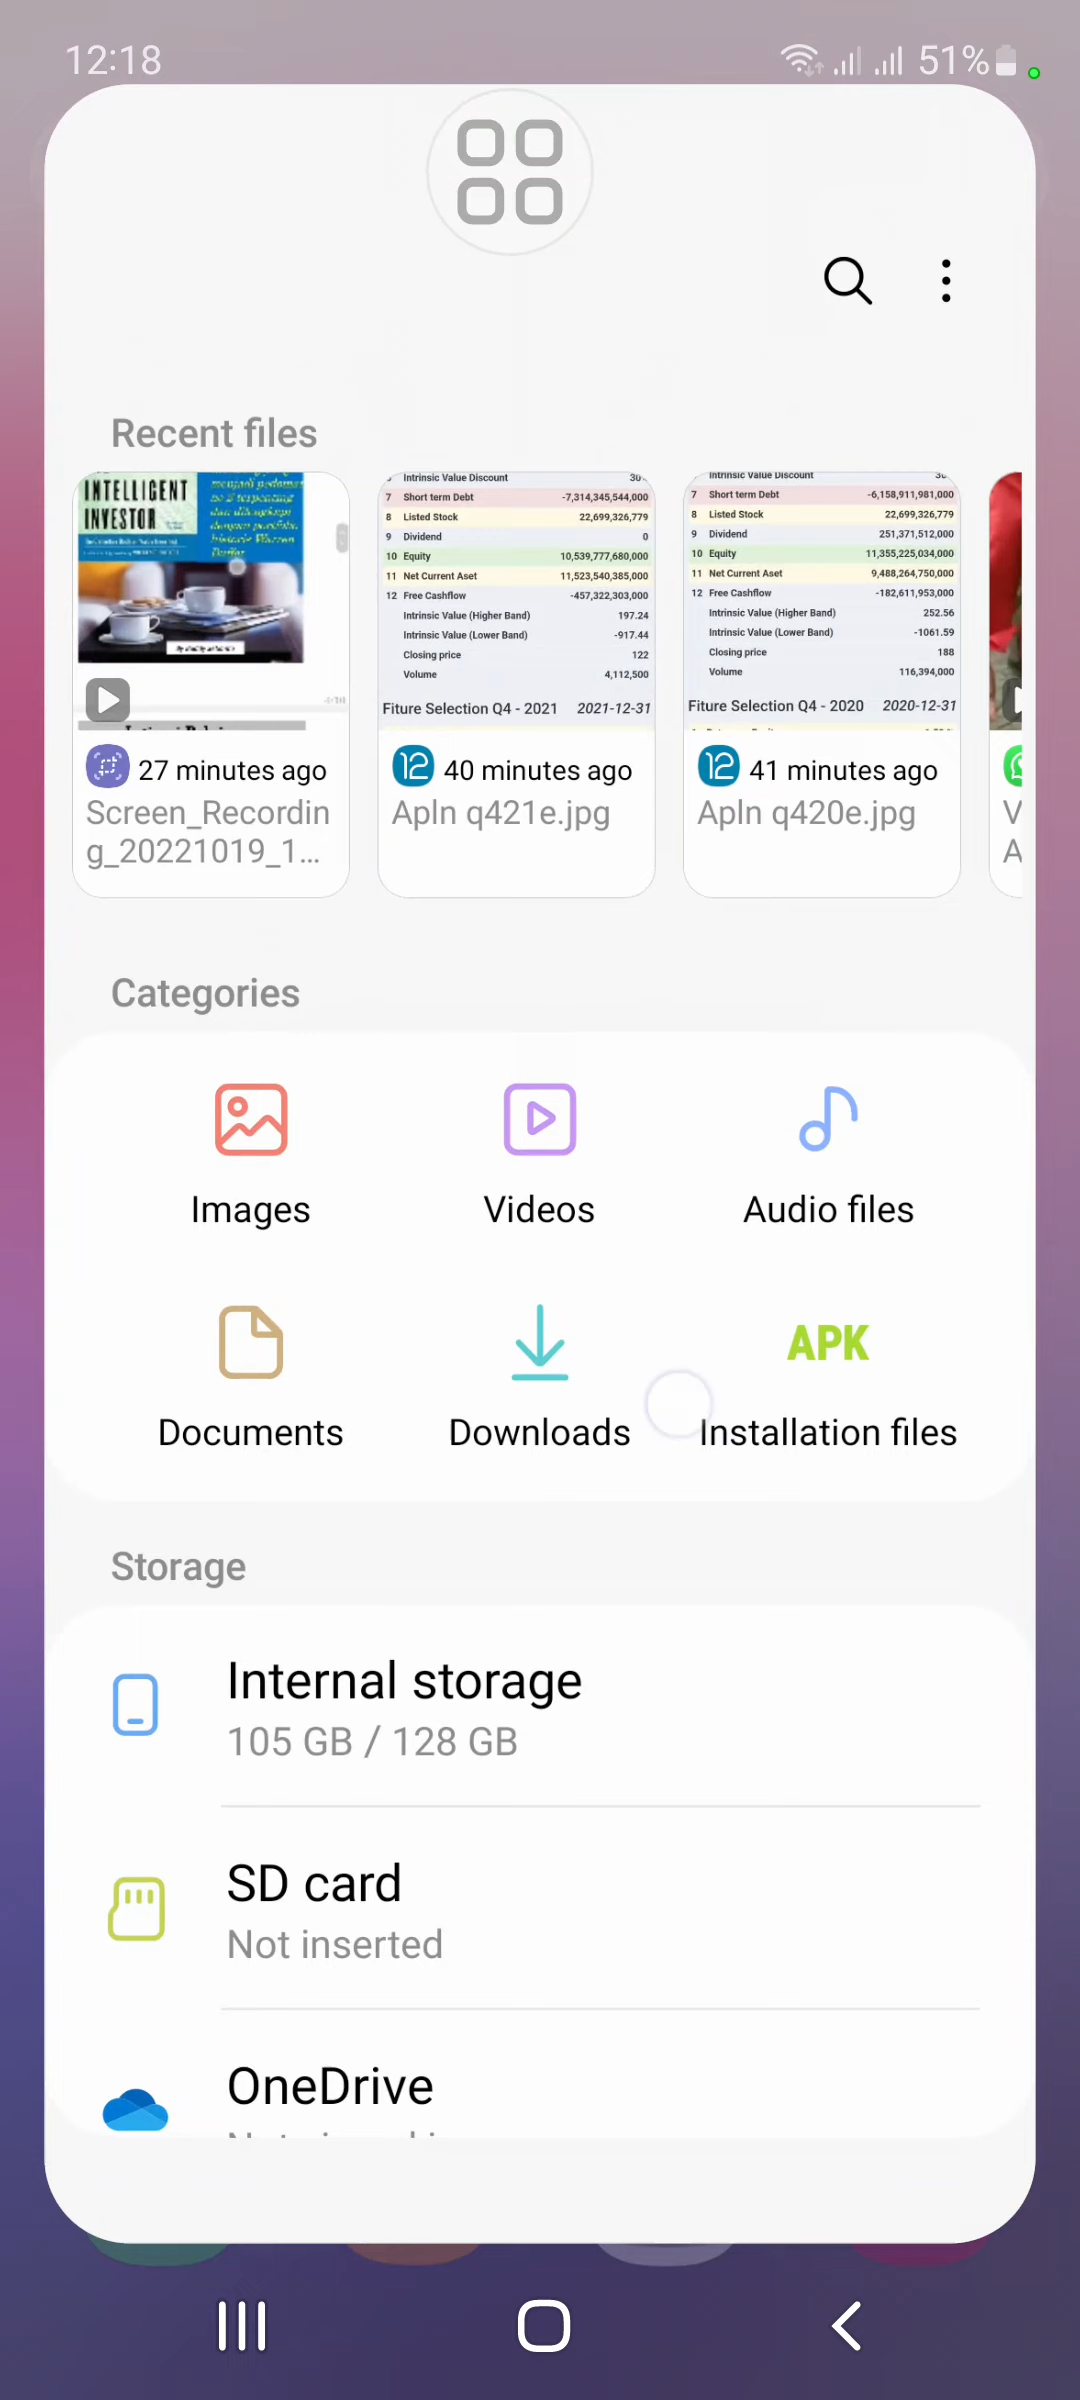 12:18
51%
Recent files
INTELLIGENT
INVESTOR
menjadi pedoman
Intrinsic Value Discount
7 Short term Debt -7,314,345,544,000
8 Listed Stock 22,699,326,779
9 Dividend 0
10 Equity 10,539,777,680,000
11 Net Current Aset 11,523,540,385,000
12 Free Cashflow -457,322,303,000
Intrinsic Value (Higher Band) 197.24
Intrinsic Value (Lower Band) -917.44
Closing price 122
Volume 4,112,500
Fiture Selection Q4 - 2021 2021-12-31
Intrinsic Value Discount
7 Short term Debt -6,158,911,981,000
8 Listed Stock 22,699,326,779
9 Dividend 251,371,512,000
10 Equity 11,355,225,034,000
11 Net Current Aset 9,488,264,750,000
12 Free Cashflow -182,611,953,000
Intrinsic Value (Higher Band) 252.56
Intrinsic Value (Lower Band) -1061.59
Closing price 188
Volume 116,394,000
Fiture Selection Q4 - 2020 2020-12-31
27 minutes ago
Screen_Recordin
g_20221019_1...
12 40 minutes ago
Apln q421e.jpg
12 41 minutes ago
Apln q420e.jpg
V
A
Categories
Images
Videos
Audio files
APK
Documents
Downloads
Installation files
Storage
Internal storage
105 GB / 128 GB
SD card
Not inserted
OneDrive